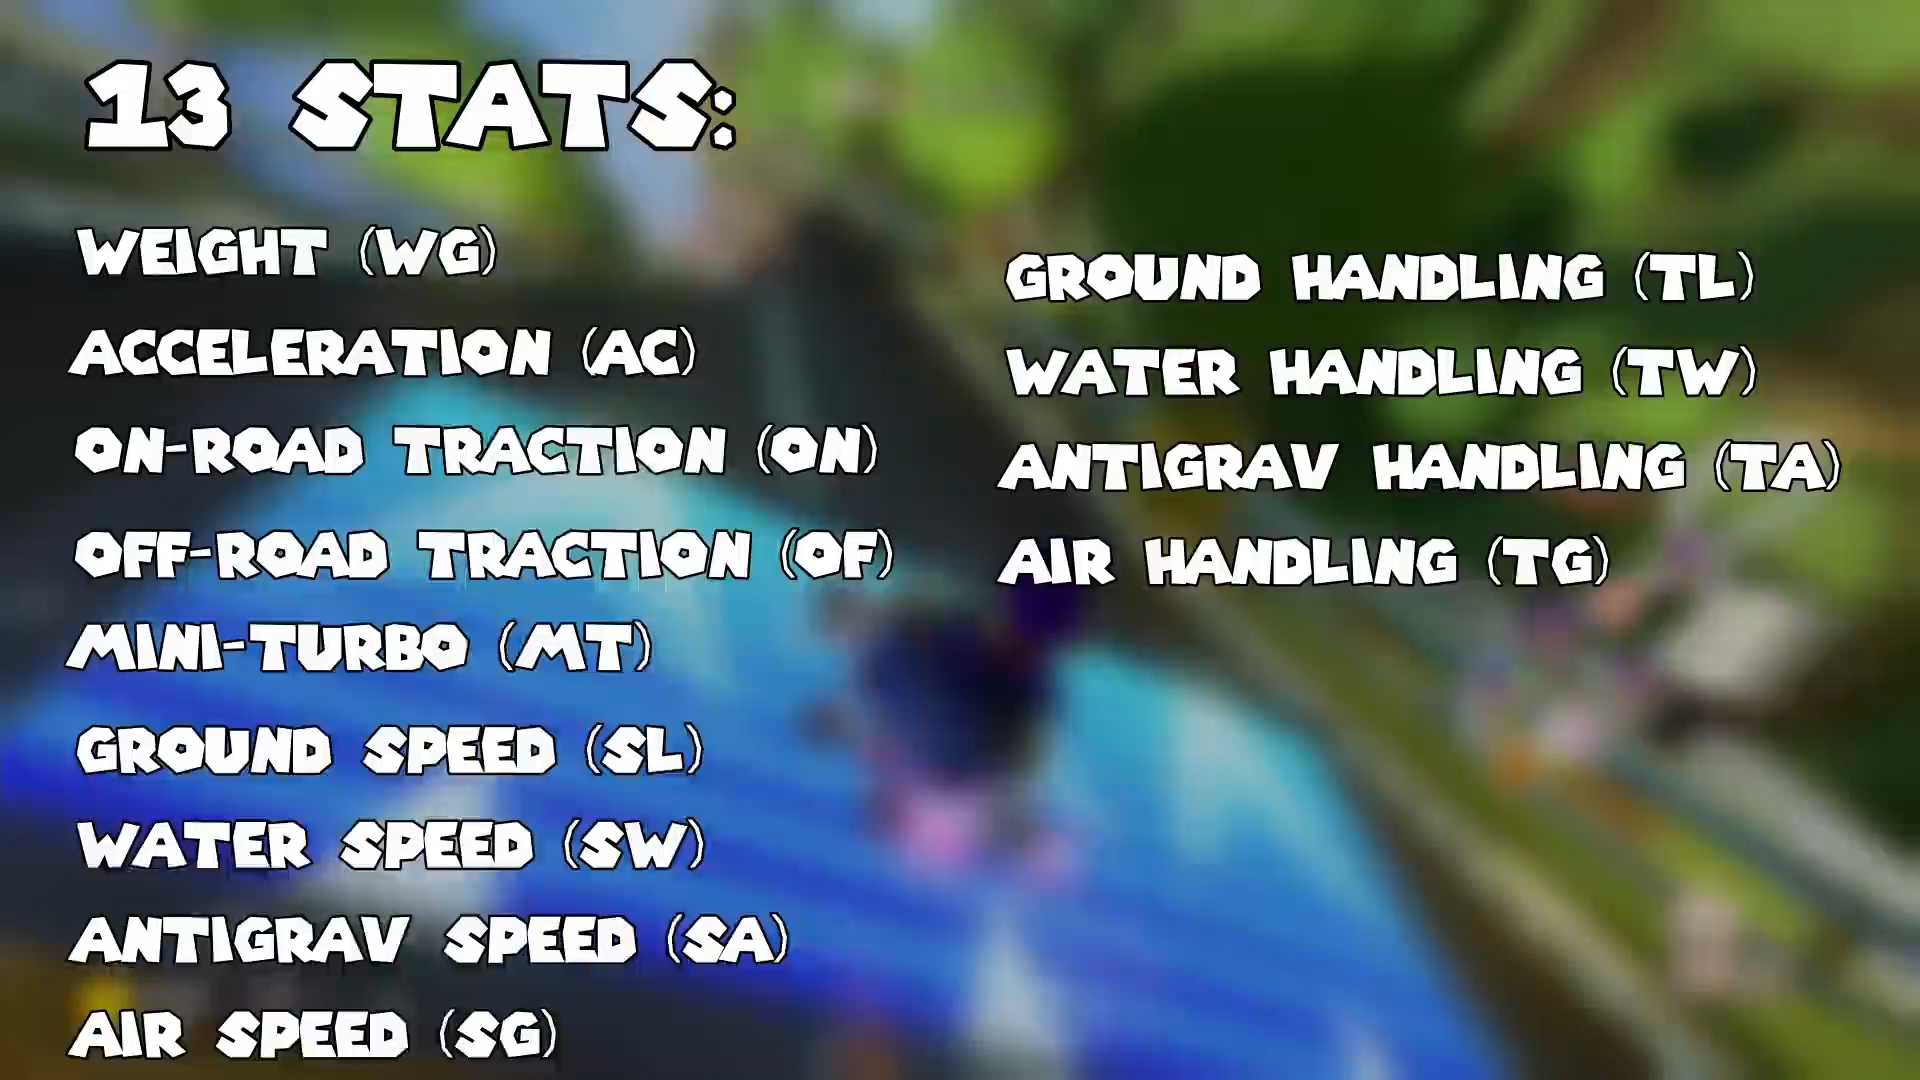 13 STATS:
WEIGHT (WG)
ACCELERATION (AC)
ON-ROAD TRACTION (ON)
OFF-ROAD TRACTION (OF)
MINI-TURBO (MT)
GROUND SPEED (SL)
WATER SPEED (SW)
ANTIGRAV SPEED (SA)
AIR SPEED (SG)
GROUND HANDLING (TL)
WATER HANDLING (TW)
ANTIGRAV HANDLING (TA)
AIR HANDLING (TG)